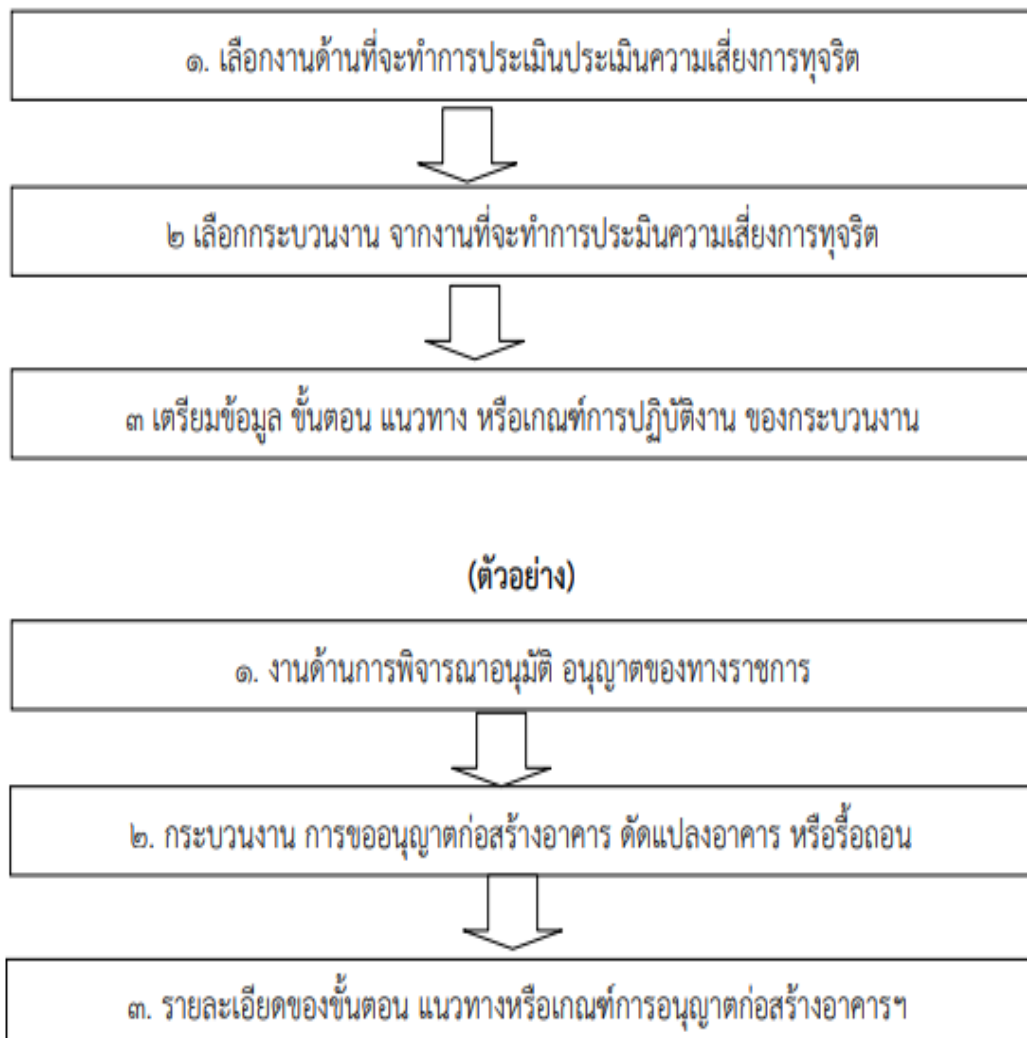 ๑. เลือกงานด้านที่จะทำการประเมินประเมินความเสี่ยงการทุจริต
๒ เลือกกระบวนงาน จากงานที่จะทำการประมินความเสี่ยงการทุจริต
๓ เตรียมข้อมูล ขั้นตอน แนวทาง หรือเกณฑ์การปฏิบัติงาน ของกระบวนงาน
(ตัวอย่าง)
๑. งานด้านการพิจารณาอนุมัติ อนุญาตของทางราชการ
๒. กระบวนงาน การขออนุญาตก่อสร้างอาคาร ดัดแปลงอาคาร หรือรื้อถอน
๓. รายละเอียดของขั้นตอน แนวทางหรือเกณฑ์การอนุญาตก่อสร้างอาคารฯ